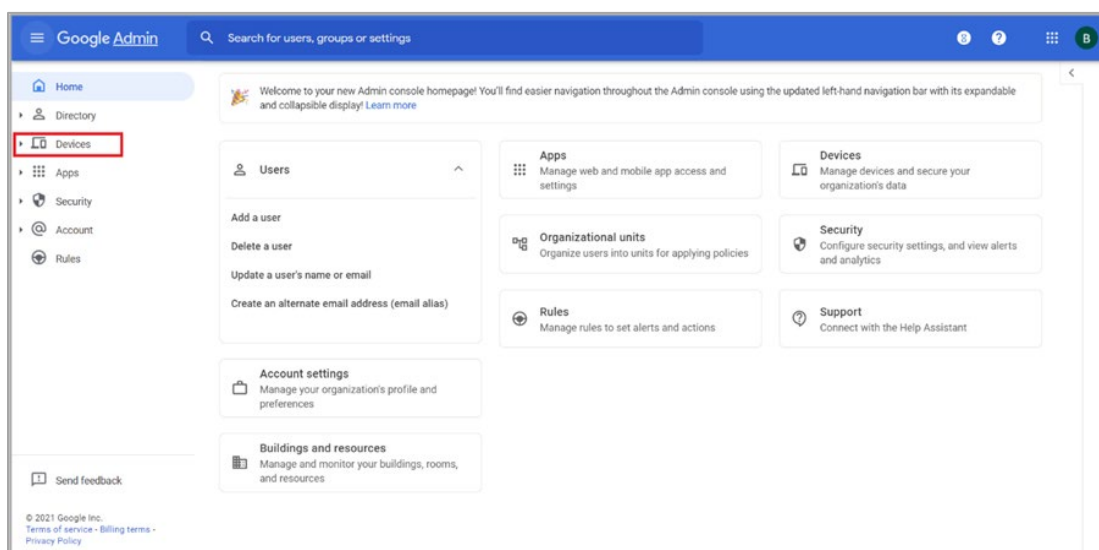 Google Admin
Search for users, groups or settings
8
?
B
Home
Directory
Devices
Apps
Security
Account
Rules
Send feedback
© 2021 Google Inc.
Terms of service - Billing terms -
Privacy Policy
Welcome to your new Admin console homepage! You'll find easier navigation throughout the Admin console using the updated left-hand navigation bar with its expandable
and collapsible display! Learn more
Users
Add a user
Delete a user
Update a user's name or email
Create an alternate email address (email alias)
Account settings
Manage your organization's profile and
preferences
Buildings and resources
Manage and monitor your buildings, rooms,
and resources
Apps
Manage web and mobile app access and
settings
Organizational units
Organize users into units for applying policies
Rules
Manage rules to set alerts and actions
Devices
Manage devices and secure your
organization's data
Security
Configure security settings, and view alerts
and analytics
Support
Connect with the Help Assistant